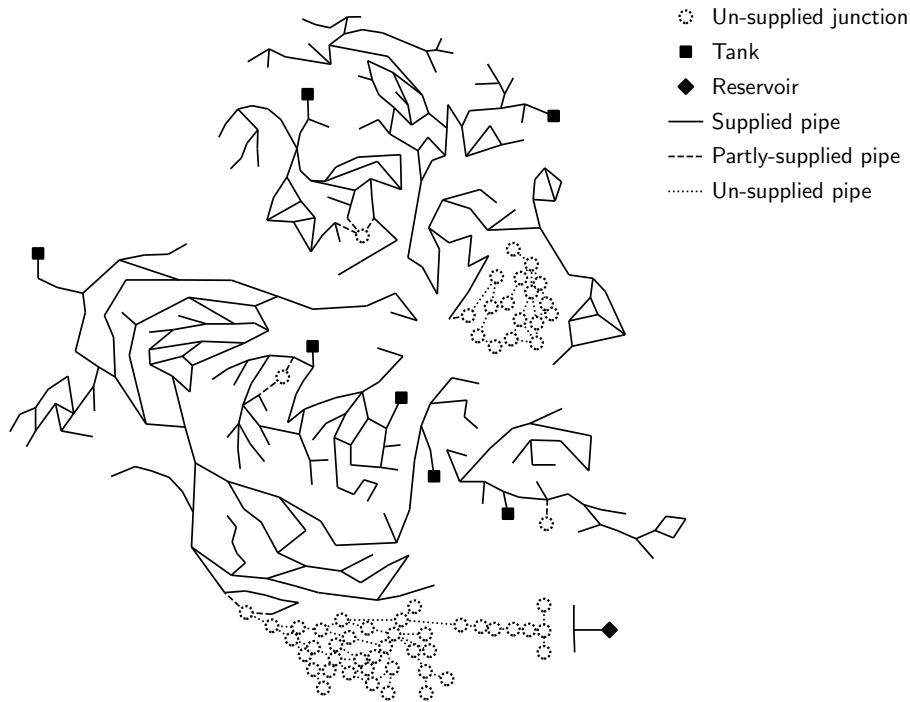 Un-supplied junction
Tank
Reservoir
Supplied pipe
Partly-supplied pipe
Un-supplied pipe